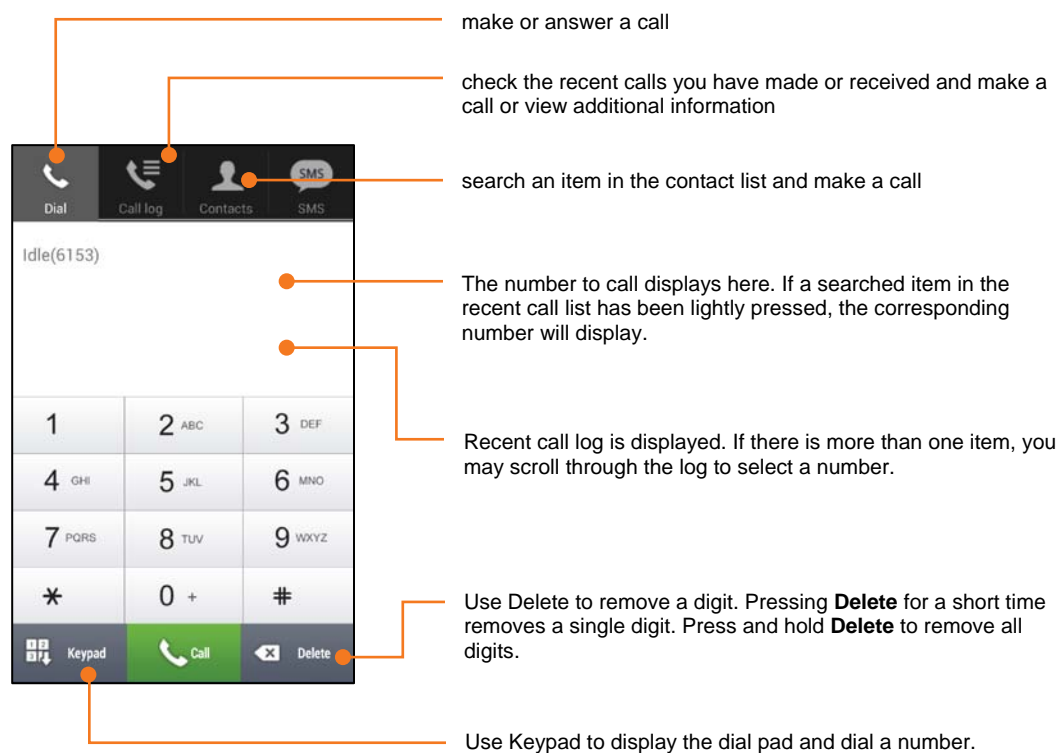 make or answer a call
check the recent calls you have made or received and make a
call or view additional information
search an item in the contact list and make a call
Dial
Call log
Contacts
SMS
SMS
Idle(6153)
The number to call displays here. If a searched item in the
recent call list has been lightly pressed, the corresponding
number will display.
1
2 ABC
3 DEF
Recent call log is displayed. If there is more than one item, you
may scroll through the log to select a number.
4 GHI
5 JKL
6 MNO
7 PQRS
8 TUV
9 WXYZ
*
0 +
#
Use Delete to remove a digit. Pressing Delete for a short time
removes a single digit. Press and hold Delete to remove all
digits.
Keypad
Call
Delete
Use Keypad to display the dial pad and dial a number.